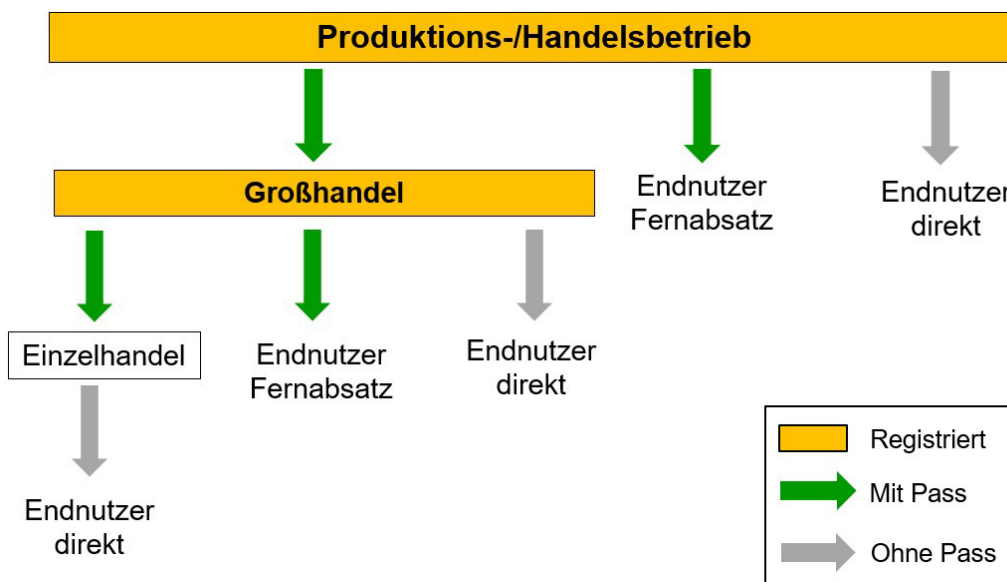 Produktions-/Handelsbetrieb
Großhandel
Endnutzer
Fernabsatz
Endnutzer
direkt
Einzelhandel
Endnutzer
Fernabsatz
Endnutzer
direkt
Endnutzer
direkt
Registriert
Mit Pass
Ohne Pass